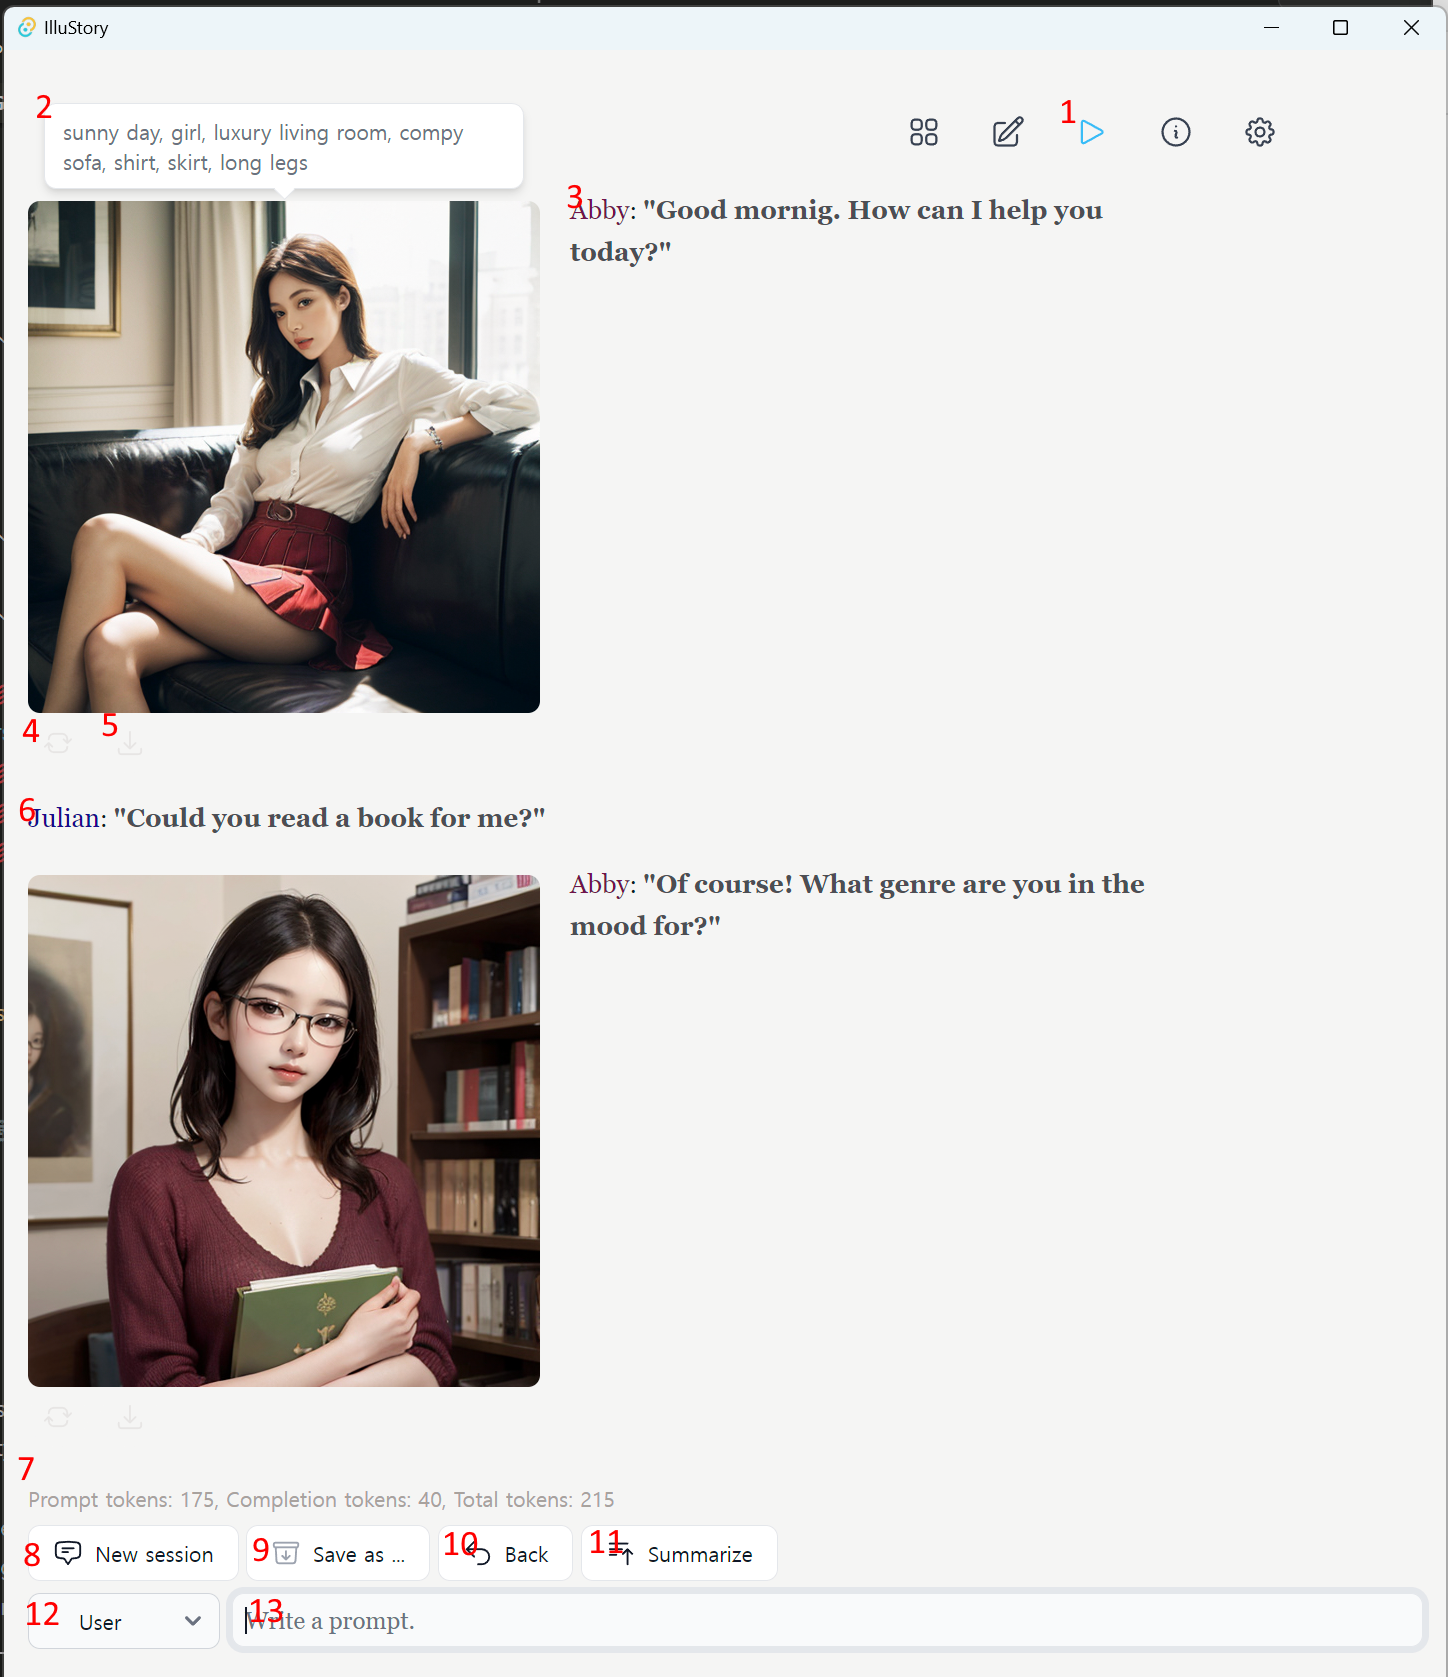 IlluStory
2
sunny day, girl, luxury living room, compy
sofa, shirt, skirt, long legs
1
3
Abby: "Good mornig. How can I help you
today?"
4
5
6
Julian: "Could you read a book for me?"
Abby: "Of course! What genre are you in the
mood for?"
7
Prompt tokens: 175, Completion tokens: 40, Total tokens: 215
8 New session
9 Save as ...
10 Back
11 Summarize
12 User
13 Write a prompt.